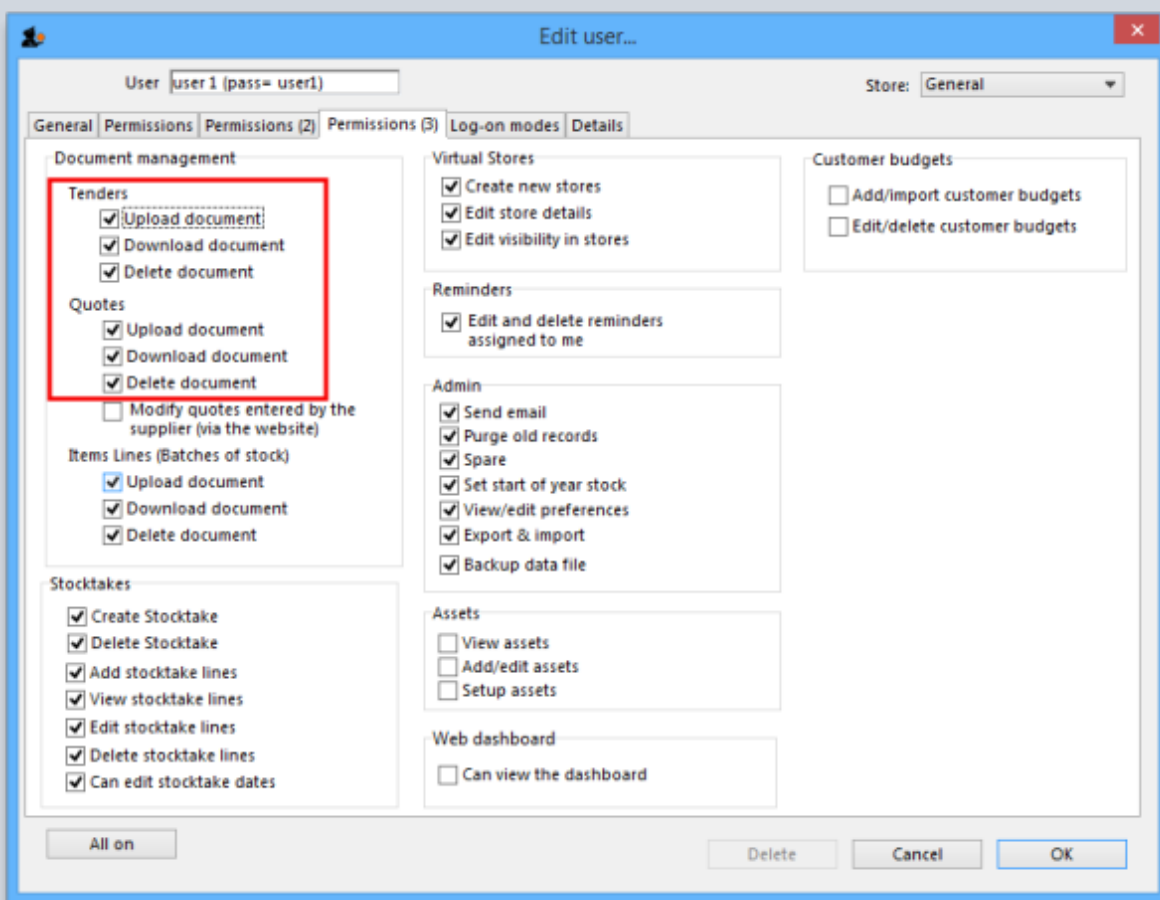 Edit user...
User user 1 (pass= user1)
Store: General
General Permissions Permissions (2) Permissions (3) Log-on modes Details
Document management
Tenders
Upload document
Download document
Delete document
Quotes
Upload document
Download document
Delete document
Modify quotes entered by the
supplier (via the website)
Items Lines (Batches of stock)
Upload document
Download document
Delete document
Stocktakes
Create Stocktake
Delete Stocktake
Add stocktake lines
View stocktake lines
Edit stocktake lines
Delete stocktake lines
Can edit stocktake dates
Virtual Stores
Create new stores
Edit store details
Edit visibility in stores
Reminders
Edit and delete reminders
assigned to me
Admin
Send email
Purge old records
Spare
Set start of year stock
View/edit preferences
Export & import
Backup data file
Assets
View assets
Add/edit assets
Setup assets
Web dashboard
Can view the dashboard
Customer budgets
Add/import customer budgets
Edit/delete customer budgets
All on
Delete
Cancel
OK